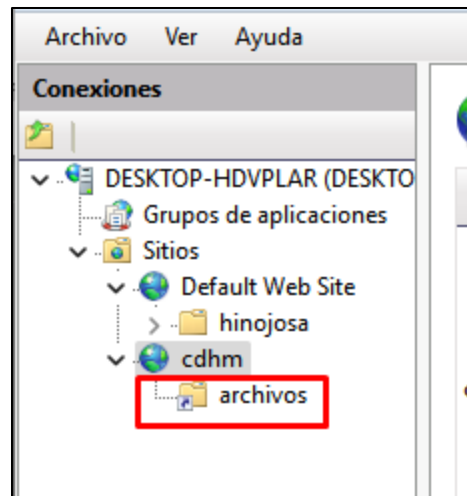 Archivo Ver Ayuda
Conexiones
DESKTOP-HDVPLAR (DESKTO
Grupos de aplicaciones
Sitios
Default Web Site
hinojosa
cdhm
archivos